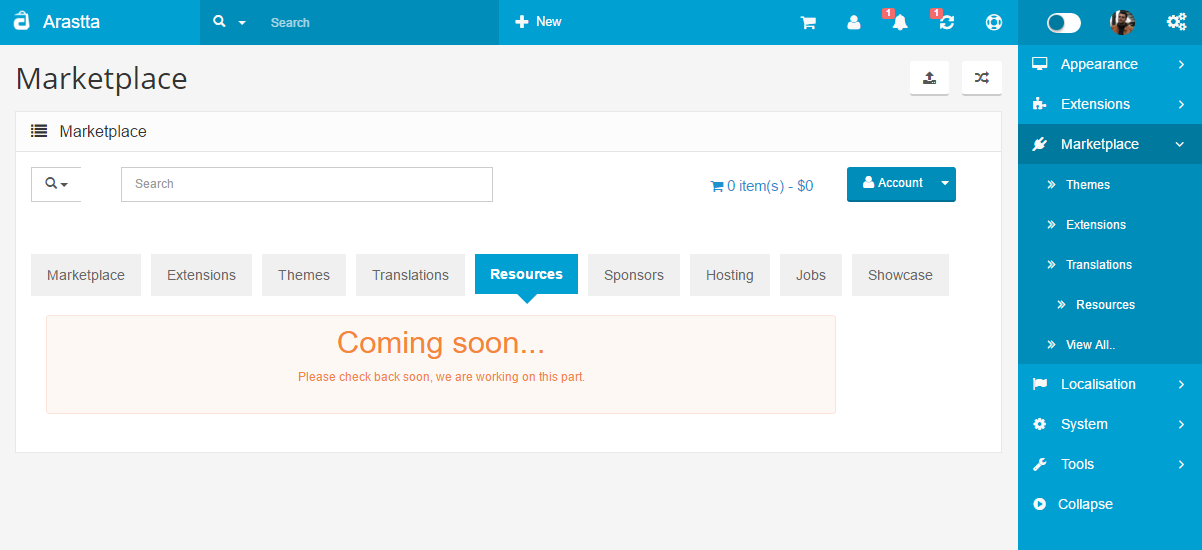 Arastta
Search
New
1
1
Marketplace
Marketplace
Search
0 item(s) - $0
Account
Marketplace
Extensions
Themes
Translations
Resources
Sponsors
Hosting
Jobs
Showcase
Coming soon...
Please check back soon, we are working on this part.
Appearance
Extensions
Marketplace
Themes
Extensions
Translations
Resources
View All..
Localisation
System
Tools
Collapse